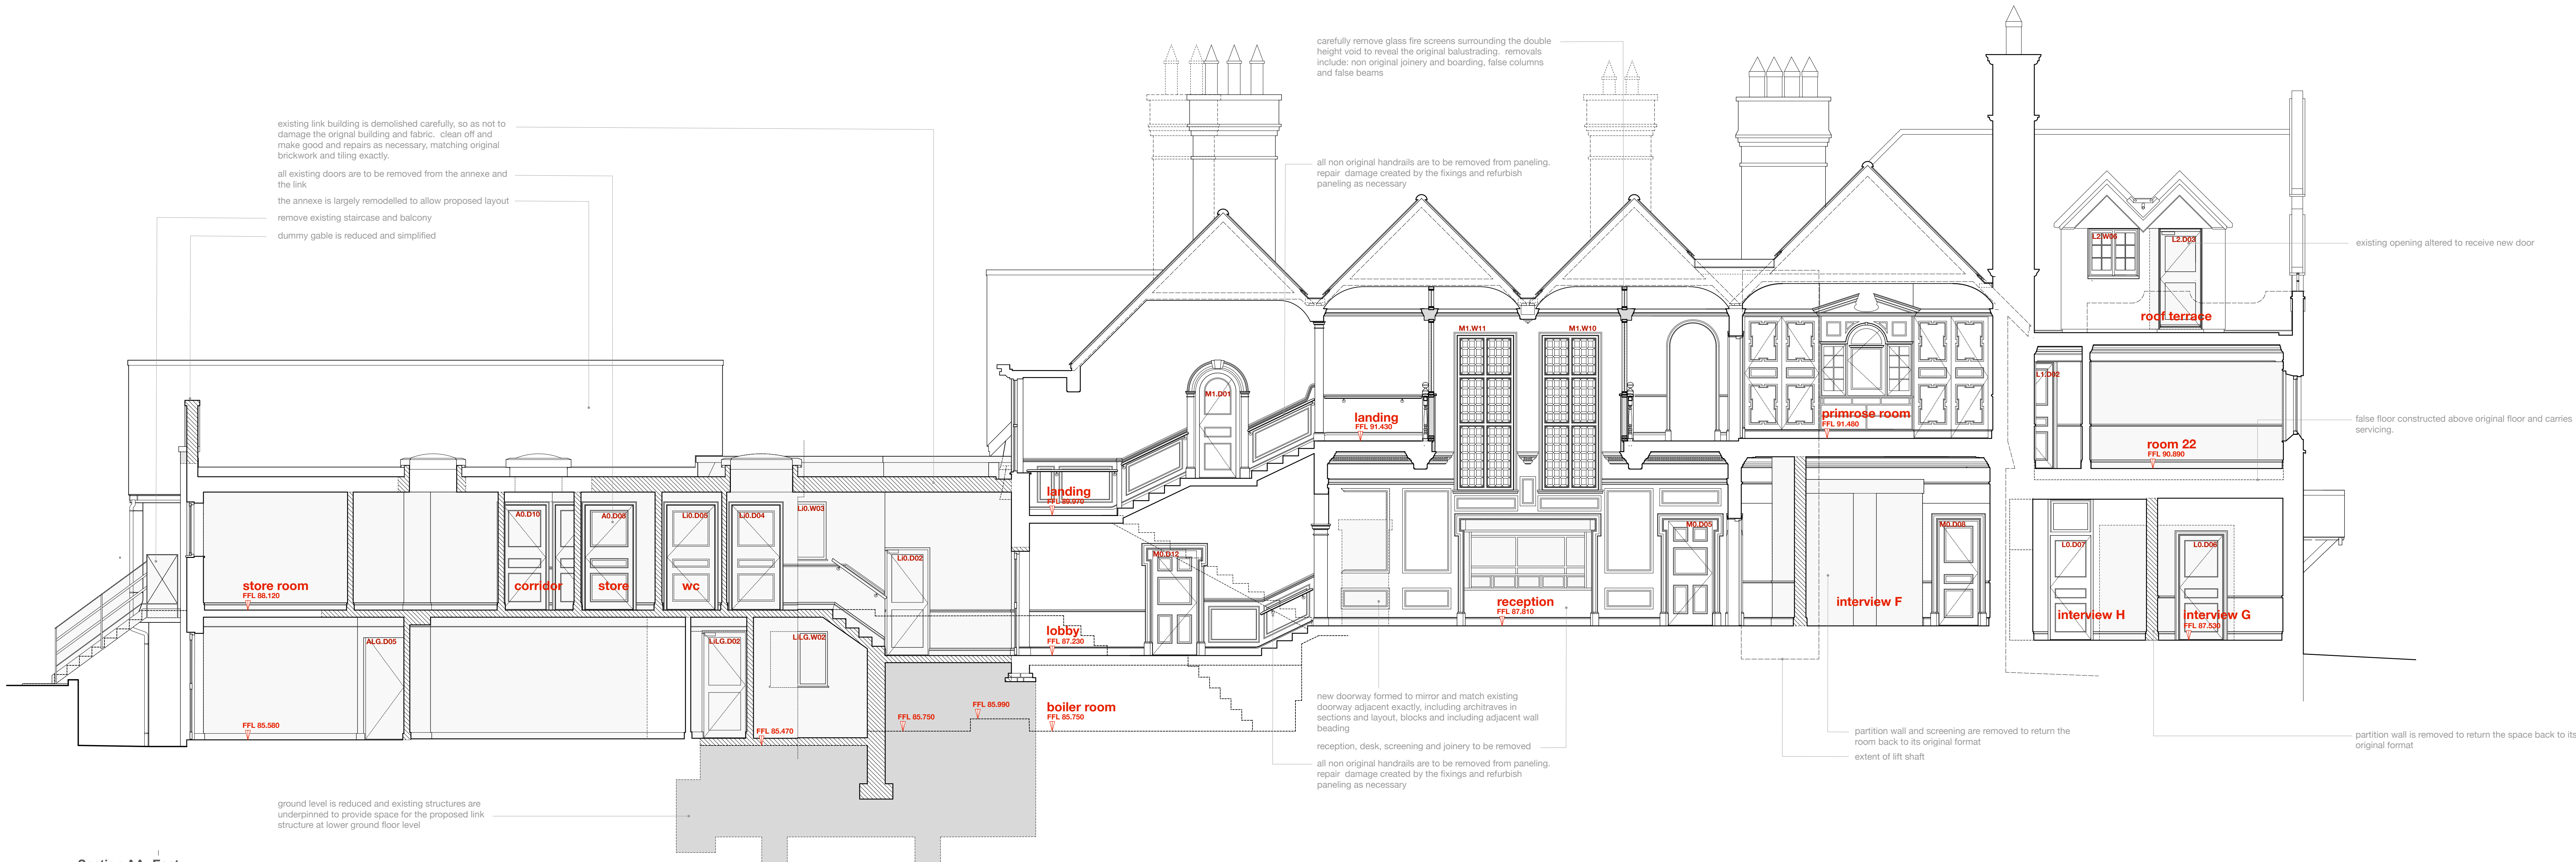 carefully remove glass fire screens surrounding the double
height void to reveal the original balustrading.  removals
include: non original joinery and boarding, false columns
and false beams
existing link building is demolished carefully, so as not to
damage the orignal building and fabric.  clean off and
make good and repairs as necessary, matching original
brickwork and tiling exactly.
all existing doors are to be removed from the annexe and
the link
the annexe is largely remodelled to allow proposed layout
remove existing staircase and balcony
dummy gable is reduced and simplified
all non original handrails are to be removed from paneling.
repair  damage created by the fixings and refurbish
paneling as necessary
L2.W06
L2.D03
existing opening altered to receive new door
roof terrace
M1.W11
M1.W10
M1.D01
L1.D02
landing
FFL 91.430
primrose room
FFL 91.480
false floor constructed above original floor and carries
servicing.
room 22
FFL 90.890
landing
FFL 89.970
A0.D10
A0.D08
Li0.D05
Li0.D04
Li0.W03
Li0.D02
M0.D12
M0.D05
M0.D08
L0.D07
L0.D06
store room
FFL 88.120
corridor
store
wc
reception
FFL 87.810
interview F
interview H
interview G
FFL 87.530
lobby
FFL 87.230
ALG.D05
LiLG.D02
LiLG.W02
FFL 85.580
FFL 85.470
FFL 85.750
FFL 85.990
boiler room
FFL 85.750
new doorway formed to mirror and match existing
doorway adjacent exactly, including architraves in
sections and layout, blocks and including adjacent wall
beading
reception, desk, screening and joinery to be removed
all non original handrails are to be removed from paneling.
repair  damage created by the fixings and refurbish
paneling as necessary
partition wall and screening are removed to return the
room back to its original format
extent of lift shaft
partition wall is removed to return the space back to its
original format
ground level is reduced and existing structures are
underpinned to provide space for the proposed link
structure at lower ground floor level